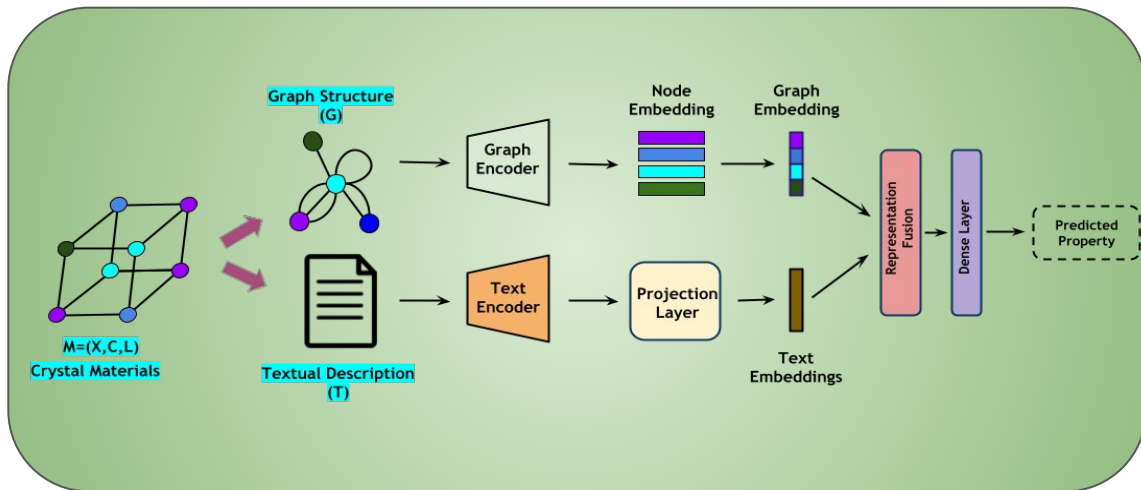 Graph Structure
(G)
Graph
Encoder
Node
Embedding
Graph
Embedding
M=(X,C,L)
Crystal Materials
Textual Description
(T)
Text
Encoder
Projection
Layer
Text
Embeddings
Representation
Fusion
Dense Layer
Predicted
Property